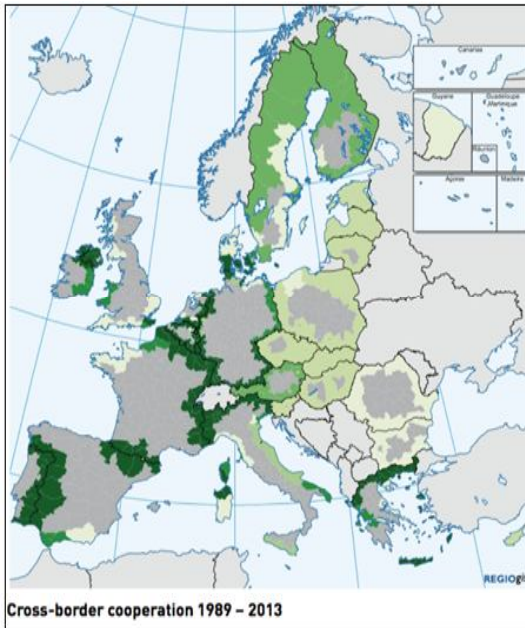 Canarias
Guyane
Guadeloupe
Martinique
Réunion
Açores
Madeira
REGIOgis
Cross-border cooperation 1989 – 2013